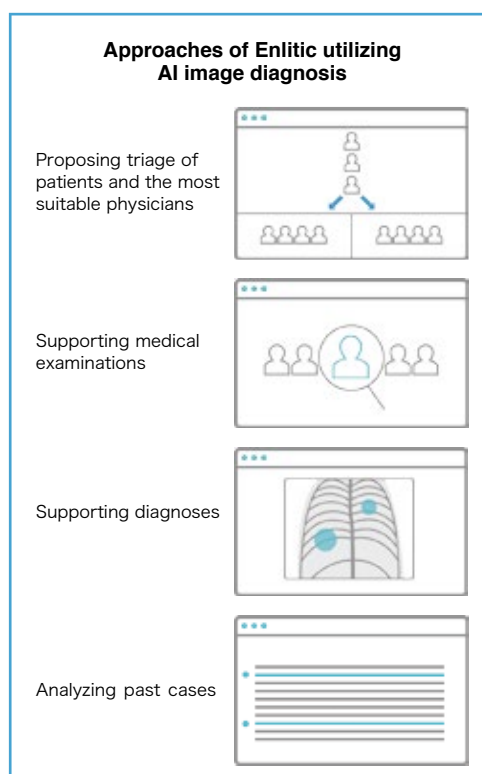 Approaches of Enlitic utilizing
AI image diagnosis
Proposing triage of
patients and the most
suitable physicians
Supporting medical
examinations
Supporting diagnoses
Analyzing past cases